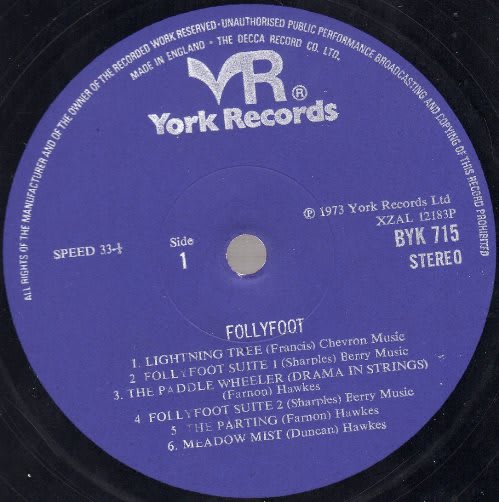 ALL RIGHTS OF THE MANUFACTURER AND OF THE OWNER OF THE RECORDED WORK RESERVED · UNAUTHORISED PUBLIC PERFORMANCE BROADCASTING AND COPYING OF THIS RECORD PROHIBITED
MADE IN ENGLAND · THE DECCA RECORD CO. LTD.
YR®
York Records
℗ 1973 York Records Ltd
XZAL 12183P
SPEED 33⅓
Side
1
BYK 715
STEREO
FOLLYFOOT
1. LIGHTNING TREE (Francis) Chevron Music
2 FOLLYFOOT SUITE 1 (Sharples) Berry Music
3. THE PADDLE WHEELER (DRAMA IN STRINGS)
(Farnon) Hawkes
4 FOLLYFOOT SUITE 2 (Sharples) Berry Music
5 THE PARTING (Farnon) Hawkes
6. MEADOW MIST (Duncan) Hawkes